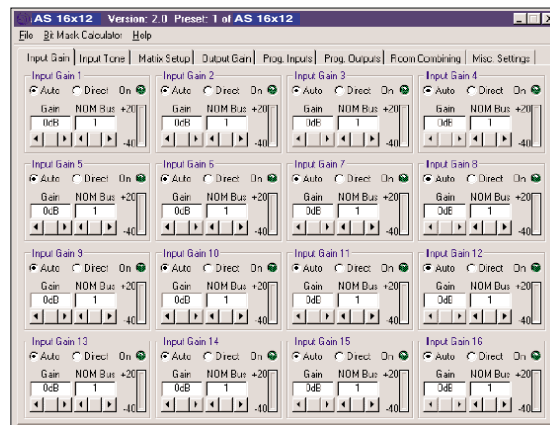 AS 16x12 Version: 2.0 Preset: 1 of AS 16x12
File Bit Mask Calculator Help
Input Gain Input Tone Matrix Setup Output Gain Prog. Inputs Prog. Outputs Room Combining Misc. Settings
Input Gain 1 Input Gain 2 Input Gain 3 Input Gain 4
Auto Direct On Auto Direct On Auto Direct On Auto Direct On
Gain NOM Bus +20 Gain NOM Bus +20 Gain NOM Bus +20 Gain NOM Bus +20
0dB 1 0dB 1 0dB 1 0dB 1
-40 -40 -40 -40
Input Gain 5 Input Gain 6 Input Gain 7 Input Gain 8
Auto Direct On Auto Direct On Auto Direct On Auto Direct On
Gain NOM Bus +20 Gain NOM Bus +20 Gain NOM Bus +20 Gain NOM Bus +20
0dB 1 0dB 1 0dB 1 0dB 1
-40 -40 -40 -40
Input Gain 9 Input Gain 10 Input Gain 11 Input Gain 12
Auto Direct On Auto Direct On Auto Direct On Auto Direct On
Gain NOM Bus +20 Gain NOM Bus +20 Gain NOM Bus +20 Gain NOM Bus +20
0dB 1 0dB 1 0dB 1 0dB 1
-40 -40 -40 -40
Input Gain 13 Input Gain 14 Input Gain 15 Input Gain 16
Auto Direct On Auto Direct On Auto Direct On Auto Direct On
Gain NOM Bus +20 Gain NOM Bus +20 Gain NOM Bus +20 Gain NOM Bus +20
0dB 1 0dB 1 0dB 1 0dB 1
-40 -40 -40 -40